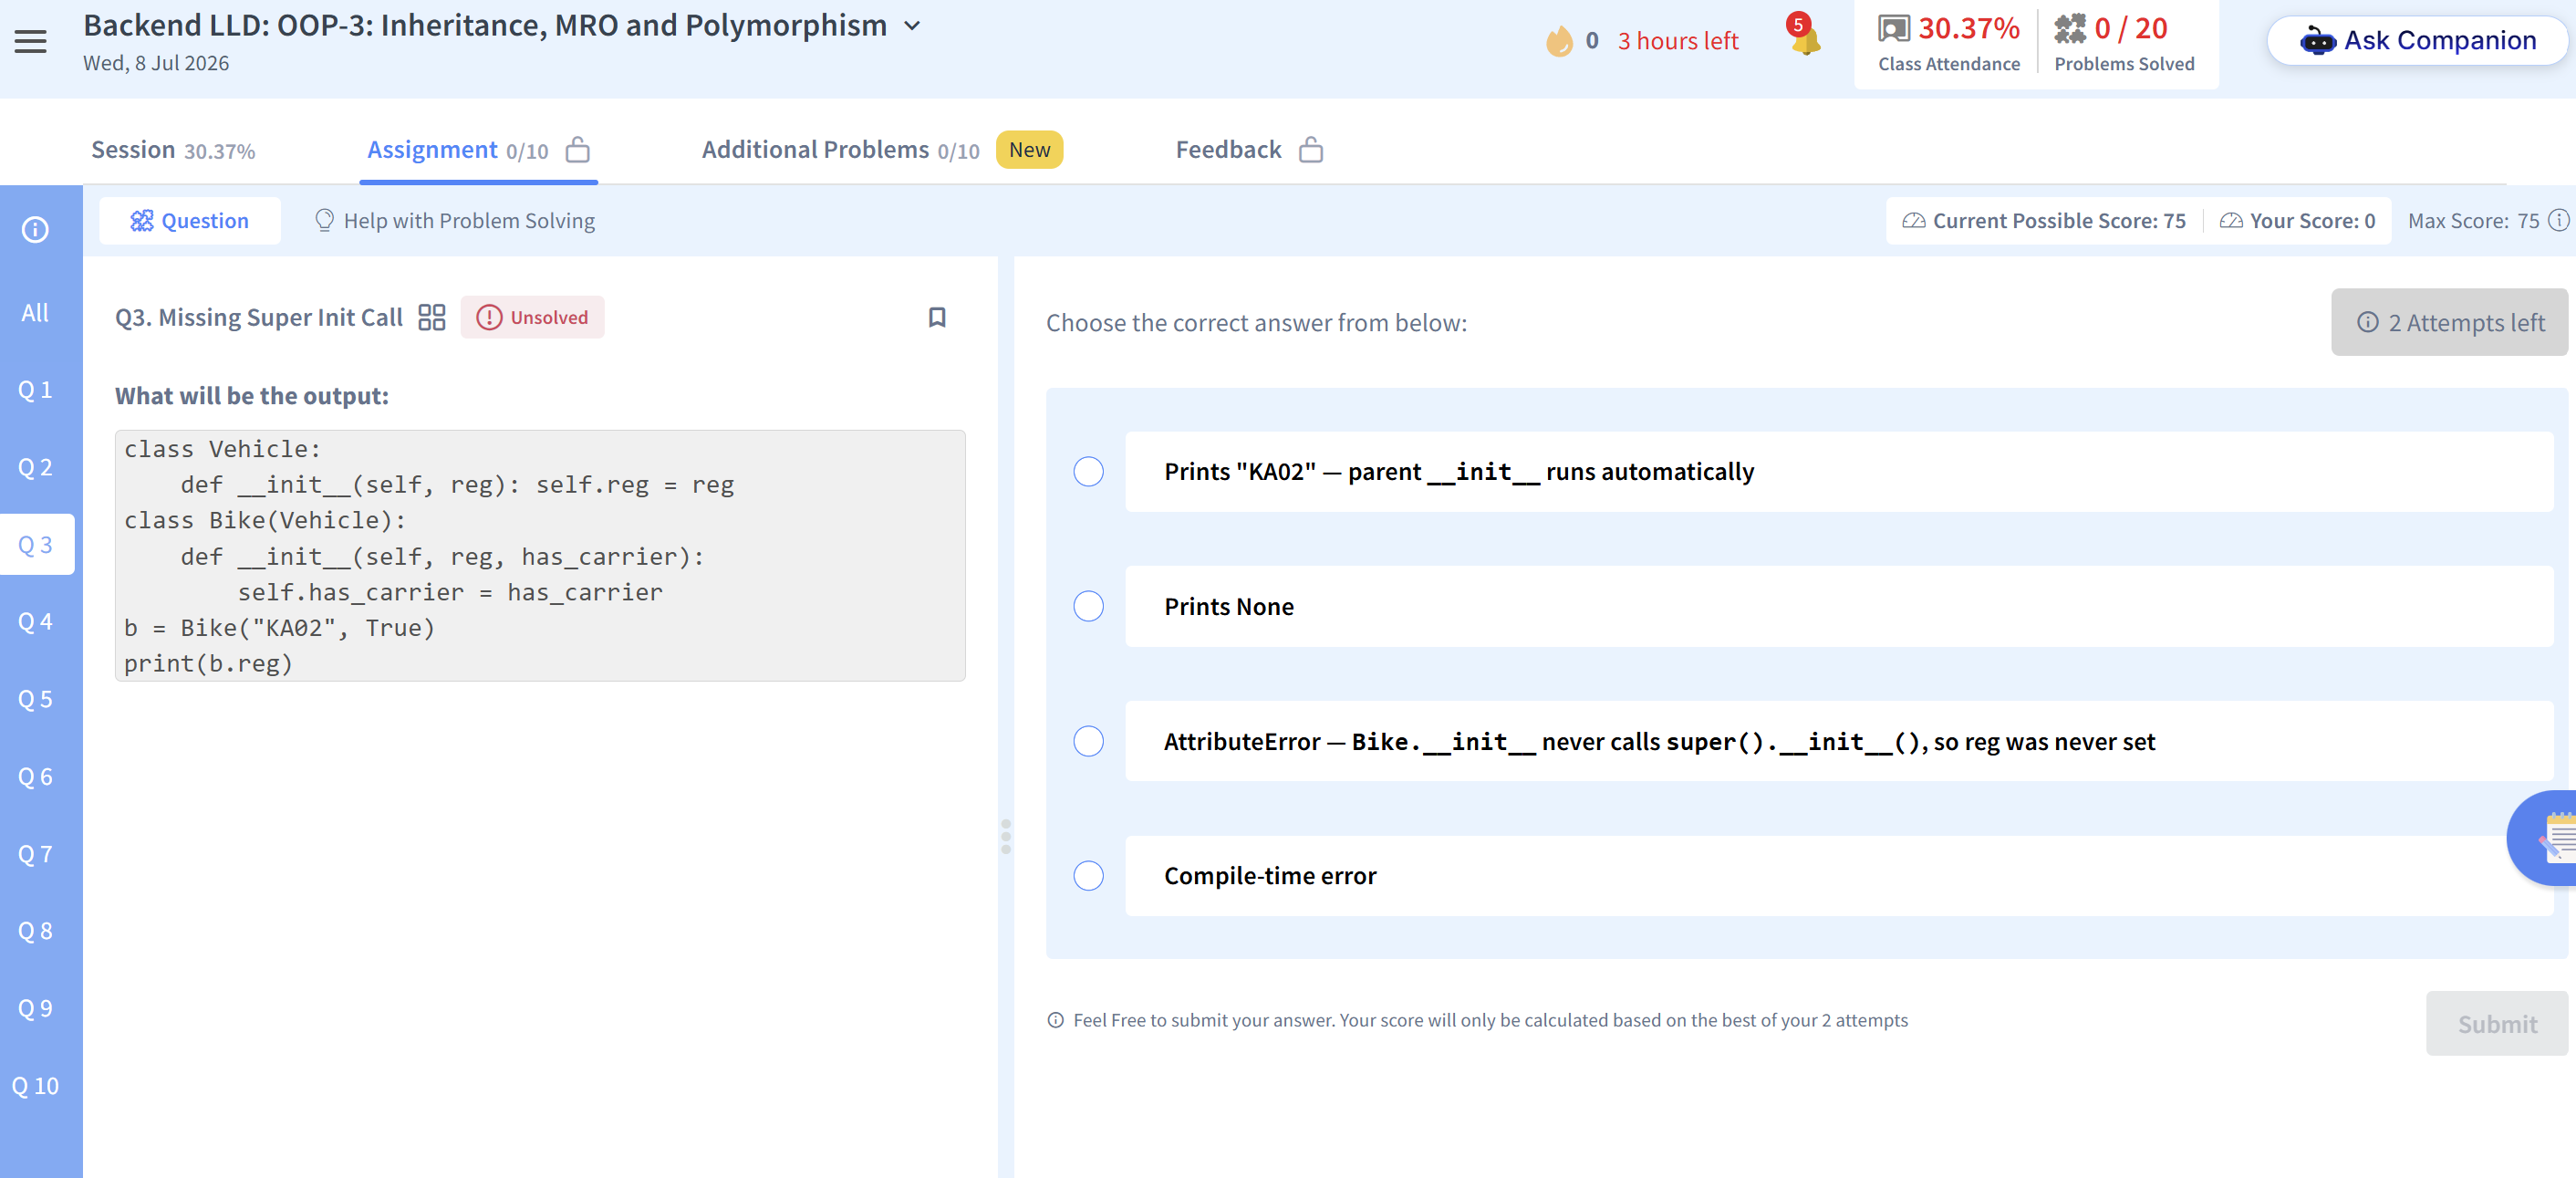 Backend LLD: OOP-3: Inheritance, MRO and Polymorphism
Wed, 8 Jul 2026
0
3 hours left
5
30.37%
Class Attendance
0 / 20
Problems Solved
Ask Companion
Session 30.37%
Assignment 0/10
Additional Problems 0/10 New
Feedback
Question
Help with Problem Solving
Current Possible Score: 75
Your Score: 0
Max Score: 75
All
Q 1
Q 2
Q 3
Q 4
Q 5
Q 6
Q 7
Q 8
Q 9
Q 10
Q3. Missing Super Init Call
Unsolved
What will be the output:
class Vehicle:
    def __init__(self, reg): self.reg = reg
class Bike(Vehicle):
    def __init__(self, reg, has_carrier):
        self.has_carrier = has_carrier
b = Bike("KA02", True)
print(b.reg)
Choose the correct answer from below:
2 Attempts left
Prints "KA02" — parent __init__ runs automatically
Prints None
AttributeError — Bike.__init__ never calls super().__init__(), so reg was never set
Compile-time error
Feel Free to submit your answer. Your score will only be calculated based on the best of your 2 attempts
Submit